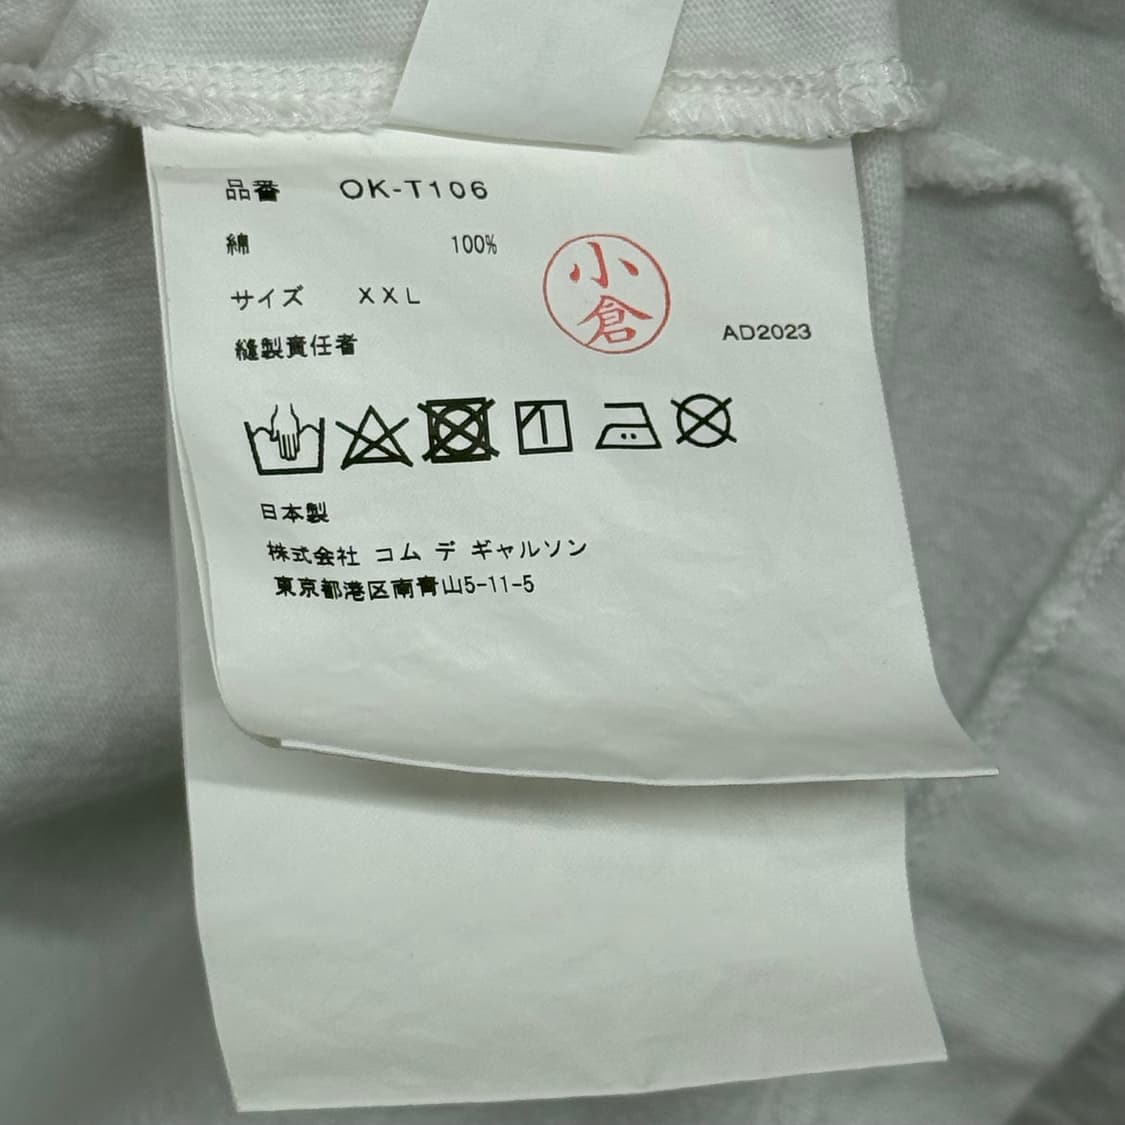 品番 OK-T106
綿 100%
サイズ XXL
縫製責任者
小倉
AD2023
日本製
株式会社 コム デ ギャルソン
東京都港区南青山5-11-5